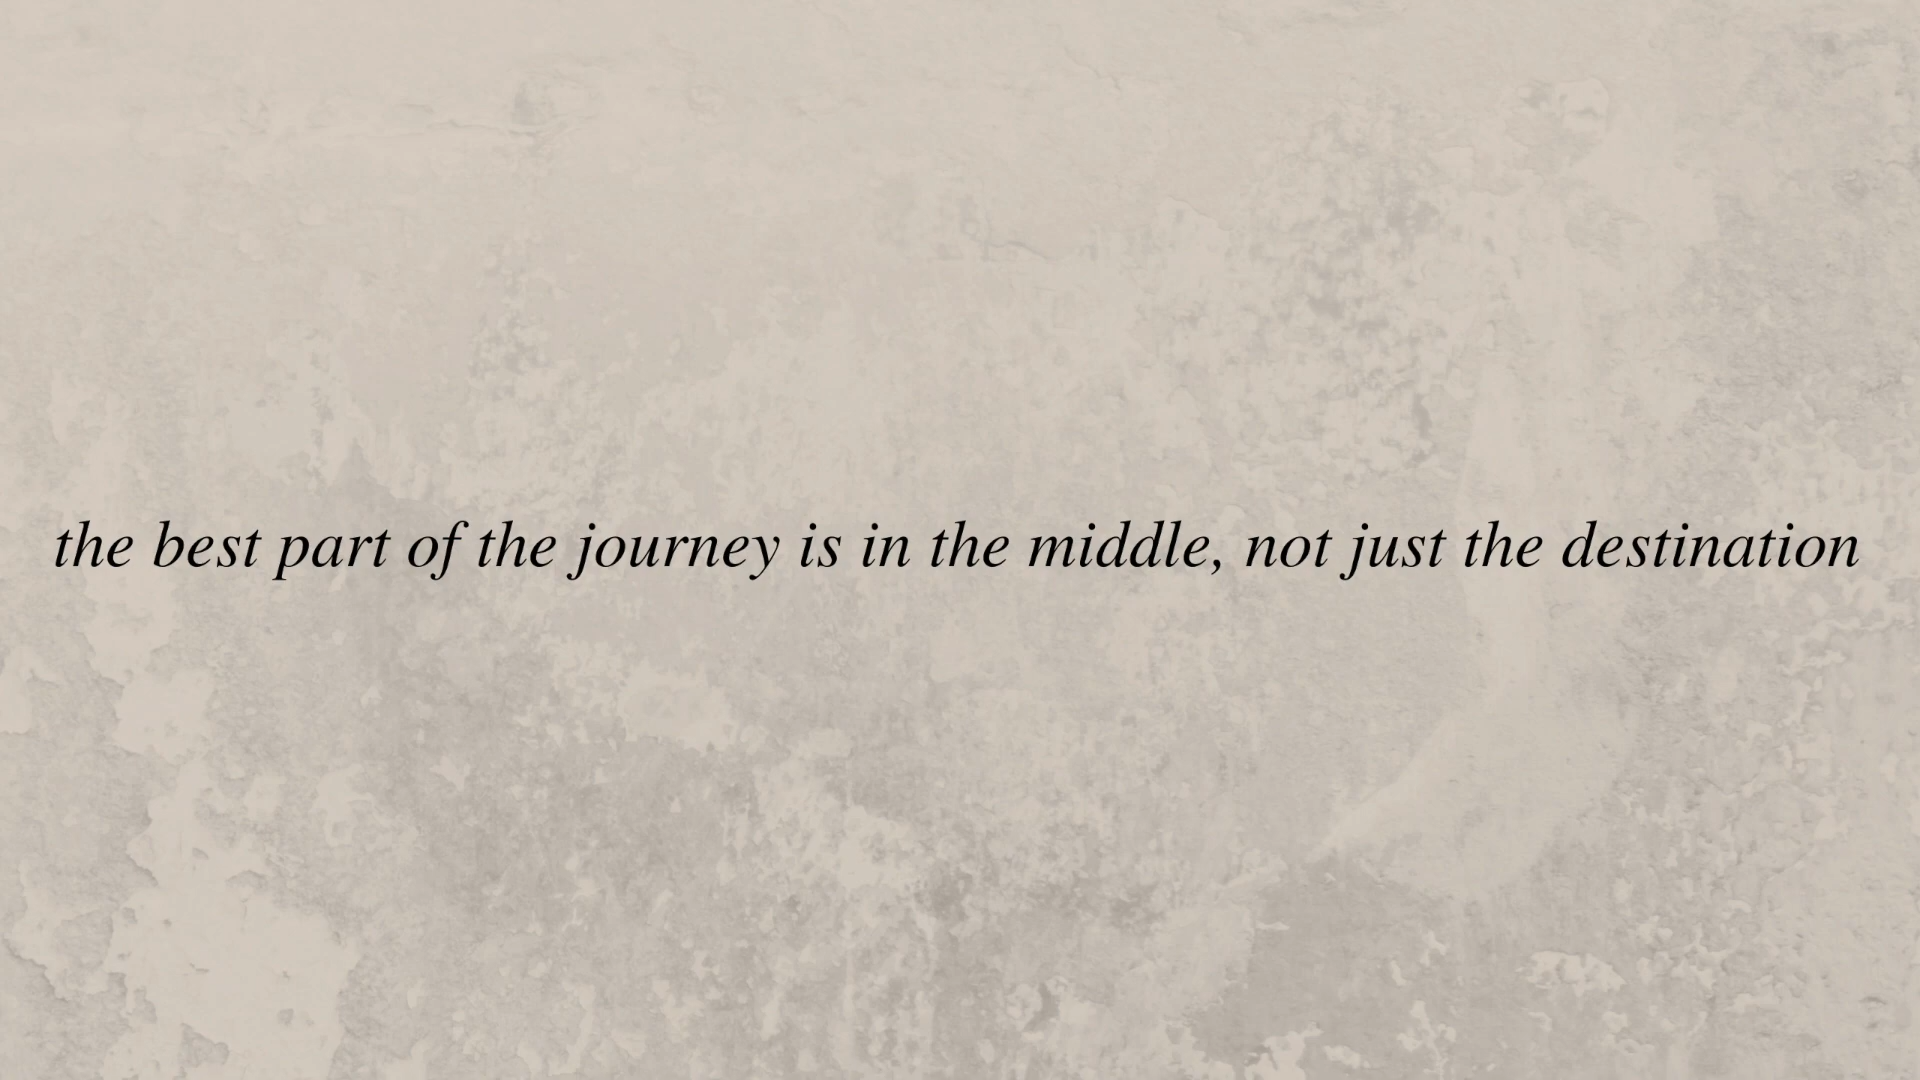 the best part of the journey is in the middle, not just the destination